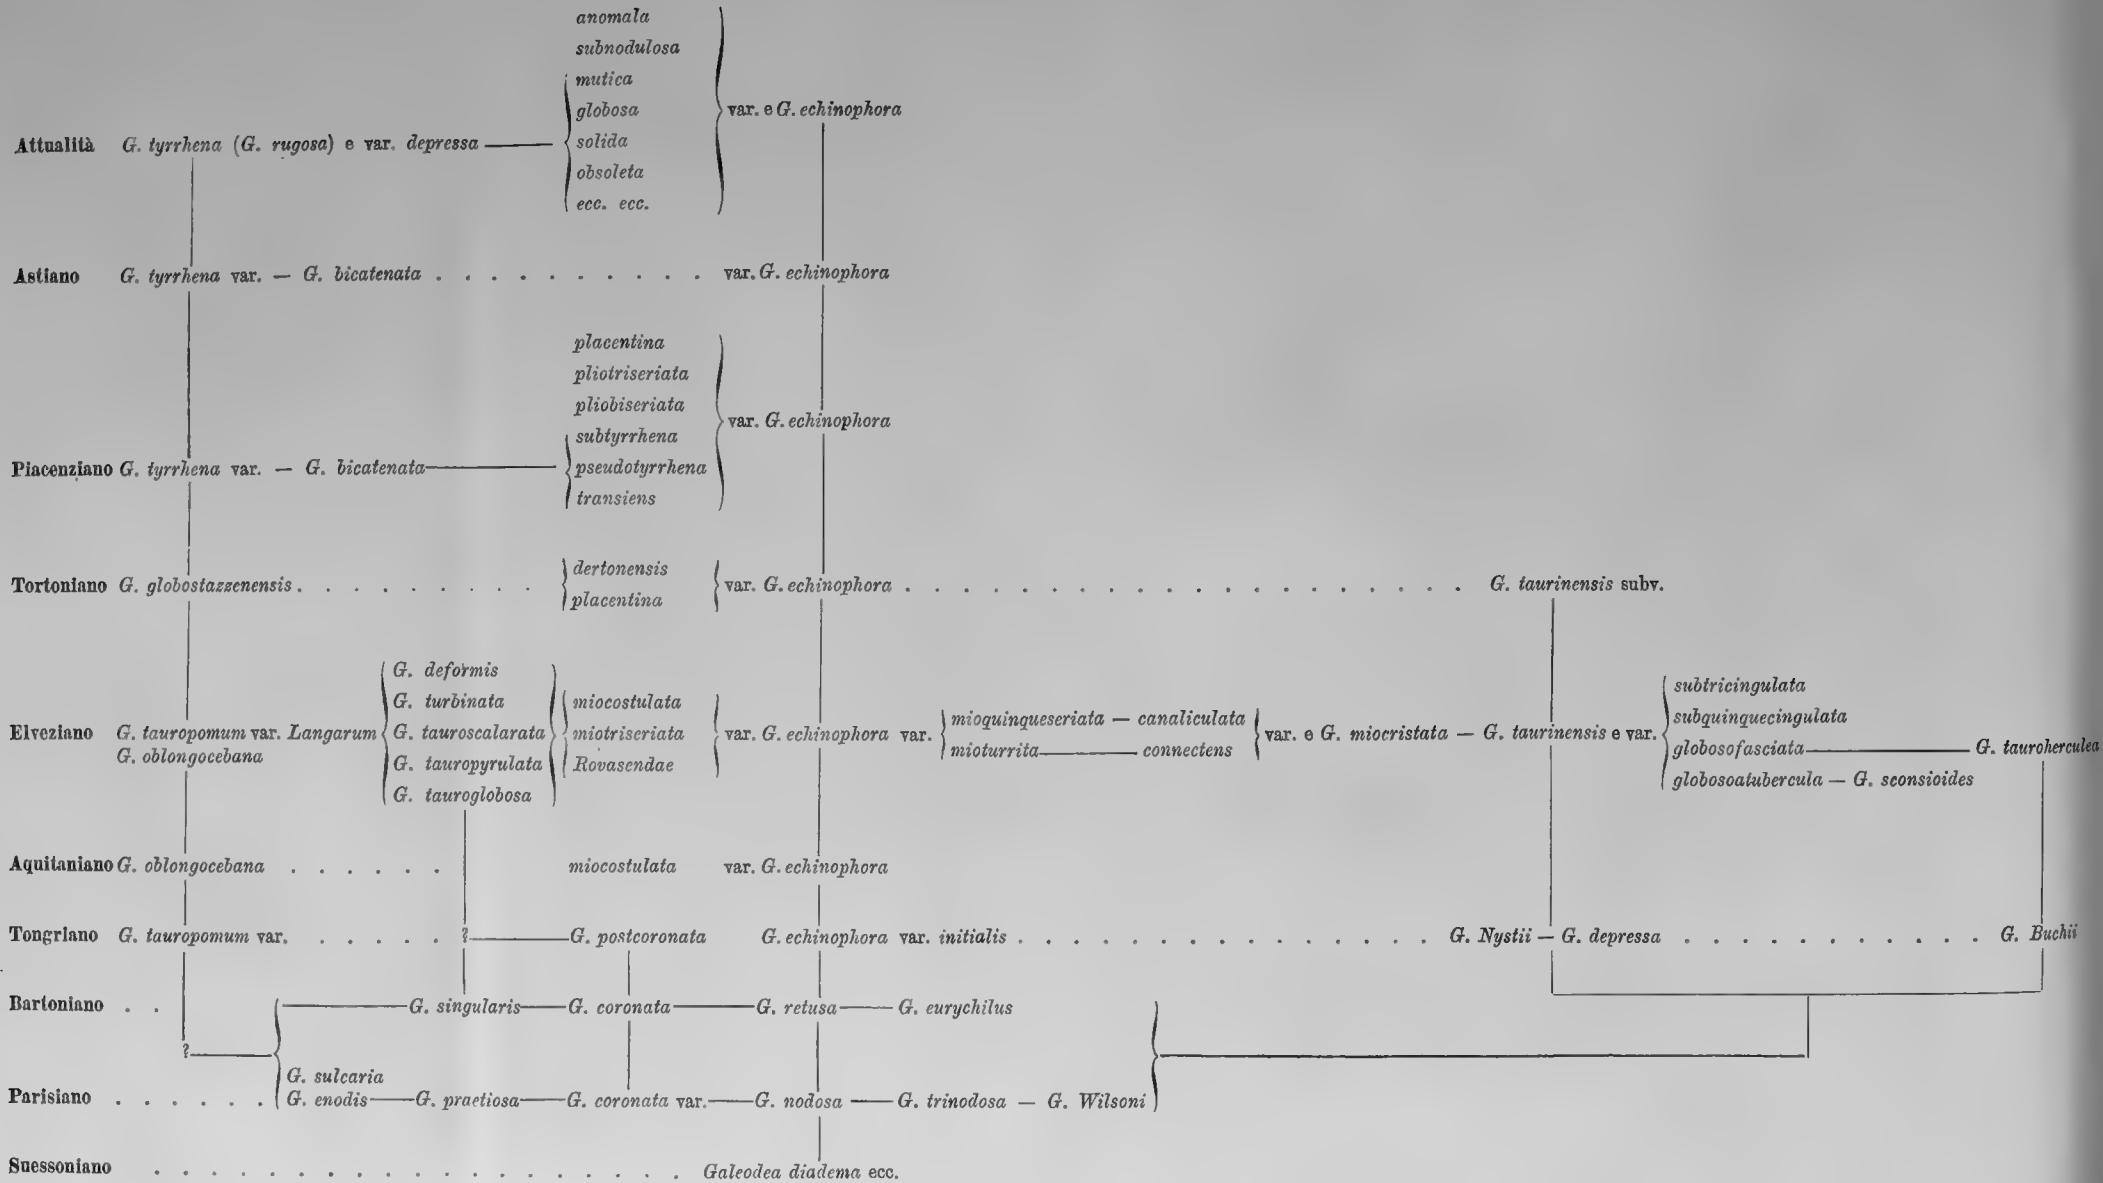 anomala
subnodulosa
mutica
globosa
solida
obsoleta
ecc. ecc.
var. e G. echinophora
Attualità G. tyrrhena (G. rugosa) e var. depressa
Astiano G. tyrrhena var. — G. bicatenata . . . . . . . . . . var. G. echinophora
placentina
pliotriseriata
pliobiseriata
subtyrrhena
pseudotyrrhena
transiens
var. G. echinophora
Piacenziano G. tyrrhena var. — G. bicatenata
dertonensis
placentina
Tortoniano G. globostazzenensis . . . . . . . . . var. G. echinophora . . . . . . . . . . . . . . . . . . . . G. taurinensis subv.
G. deformis
G. turbinata
G. tauroscalarata
G. tauropyrulata
G. tauroglobosa
miocostulata
miotriseriata
Rovasendae
Elveziano G. tauropomum var. Langarum
G. oblongocebana
var. G. echinophora var.
mioquinqueseriata — canaliculata
mioturrita — connectens
var. e G. miocristata — G. taurinensis e var.
subtricingulata
subquinquecingulata
globosofasciata — G. tauroherculea
globosoatubercula — G. sconsioides
Aquitaniano G. oblongocebana . . . . . . miocostulata var. G. echinophora
Tongriano G. tauropomum var. . . . . . ? — G. postcoronata G. echinophora var. initialis . . . . . . . . . . . . . . . G. Nystii — G. depressa . . . . . . . . . . . G. Buchii
Bartoniano . . G. singularis — G. coronata — G. retusa — G. eurychilus
?
G. sulcaria
Parisiano . . . . . . G. enodis — G. praetiosa — G. coronata var. — G. nodosa — G. trinodosa — G. Wilsoni
Suessoniano . . . . . . . . . . . . . . . . . . . Galeodea diadema ecc.